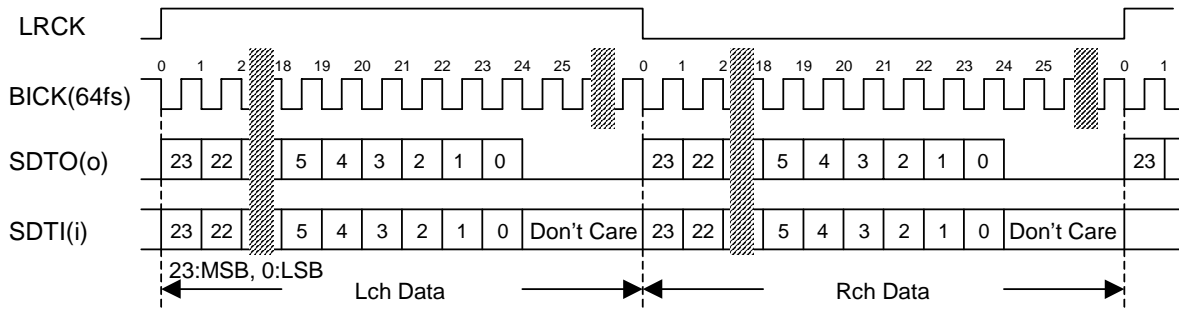 LRCK
0 1 2 18 19 20 21 22 23 24 25 0 1 2 18 19 20 21 22 23 24 25 0 1
BICK(64fs)
SDTO(o) 23 22 5 4 3 2 1 0 23 22 5 4 3 2 1 0 23
SDTI(i) 23 22 5 4 3 2 1 0 Don't Care 23 22 5 4 3 2 1 0 Don't Care
23:MSB, 0:LSB
Lch Data Rch Data